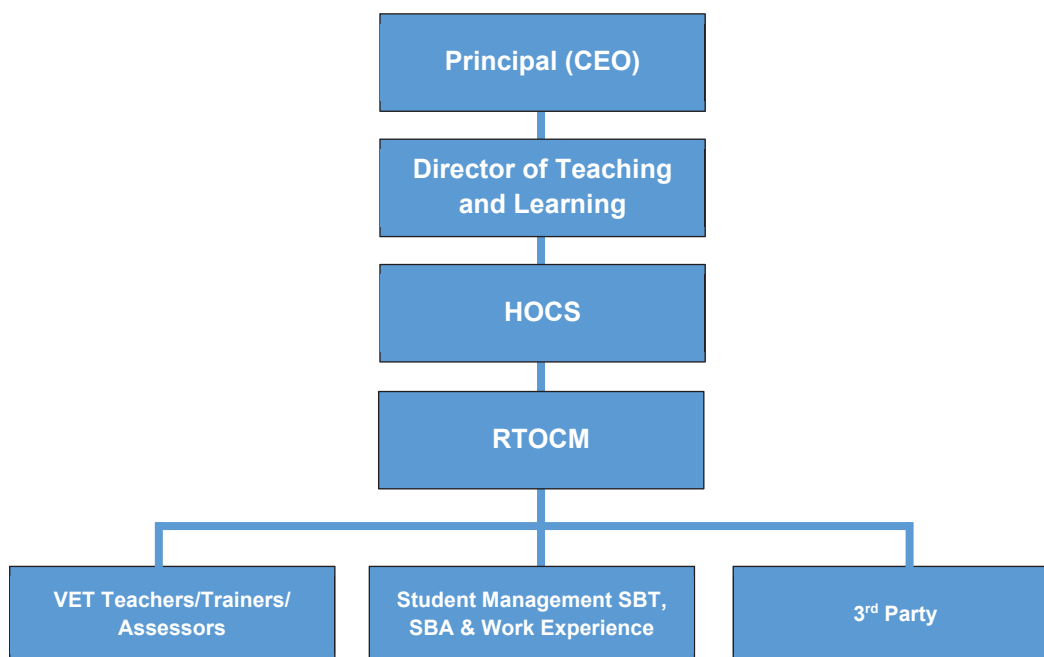 Principal (CEO)
Director of Teaching
and Learning
HOCS
RTOCM
VET Teachers/Trainers/
Assessors
Student Management SBT,
SBA & Work Experience
3rd Party